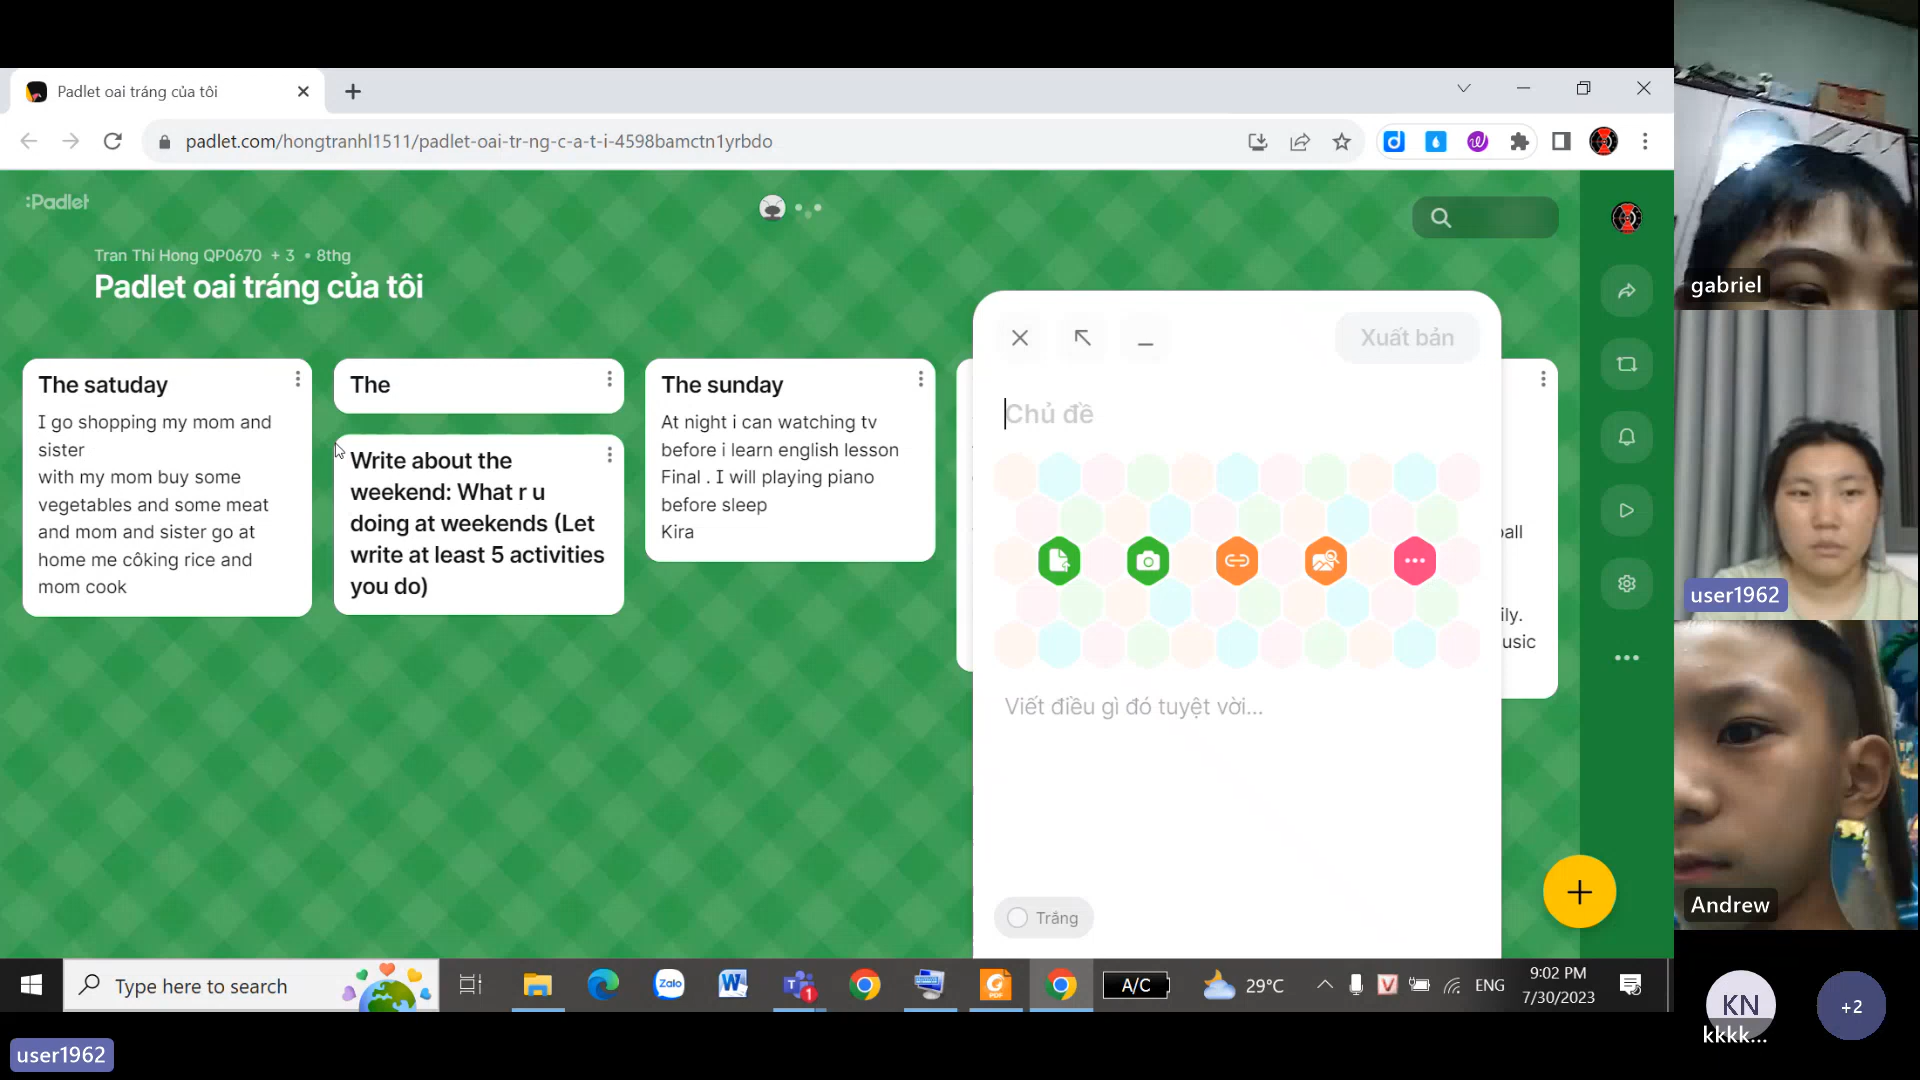 Padlet oai tráng của tôi
padlet.com/hongtranhl1511/padlet-oai-tr-ng-c-a-t-i-4598bamctn1yrbdo
:Padlet
Tran Thi Hong QP0670 + 3 • 8thg
Padlet oai tráng của tôi
The satuday
I go shopping my mom and
sister
with my mom buy some
vegetables and some meat
and mom and sister go at
home me côking rice and
mom cook
The
Write about the
weekend: What r u
doing at weekends (Let
write at least 5 activities
you do)
The sunday
At night i can watching tv
before i learn english lesson
Final . I will playing piano
before sleep
Kira
Xuất bản
Chủ đề
Viết điều gì đó tuyệt vời...
Trắng
all
ily.
usic
gabriel
user1962
Andrew
KN
kkkk...
+2
Type here to search
Zalo
A/C
29°C
ENG
9:02 PM
7/30/2023
user1962